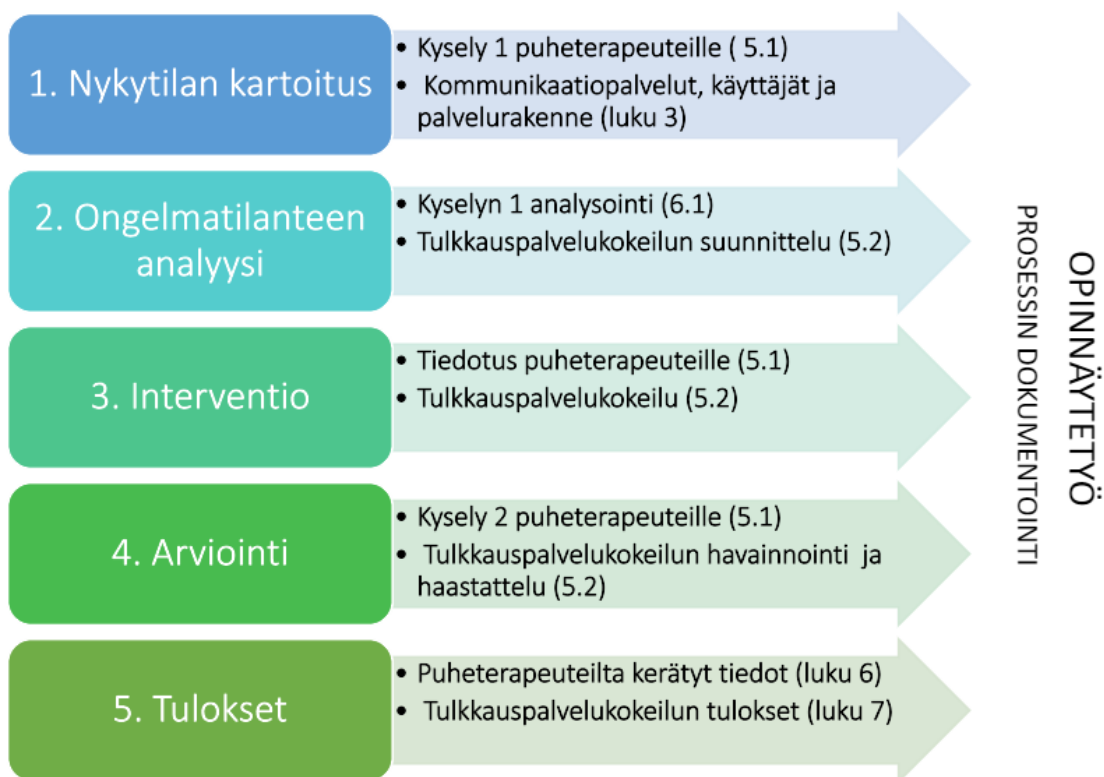 1. Nykytilan kartoitus
• Kysely 1 puheterapeuteille ( 5.1)
• Kommunikaatiopalvelut, käyttäjät ja
palvelurakenne (luku 3)
2. Ongelmatilanteen
analyysi
• Kyselyn 1 analysointi (6.1)
• Tulkkauspalvelukokeilun suunnittelu (5.2)
3. Interventio
• Tiedotus puheterapeuteille (5.1)
• Tulkkauspalvelukokeilu (5.2)
4. Arviointi
• Kysely 2 puheterapeuteille (5.1)
• Tulkkauspalvelukokeilun havainnointi ja
haastattelu (5.2)
5. Tulokset
• Puheterapeuteilta kerätyt tiedot (luku 6)
• Tulkkauspalvelukokeilun tulokset (luku 7)
OPINNÄYTETYÖ
PROSESSIN DOKUMENTOINTI